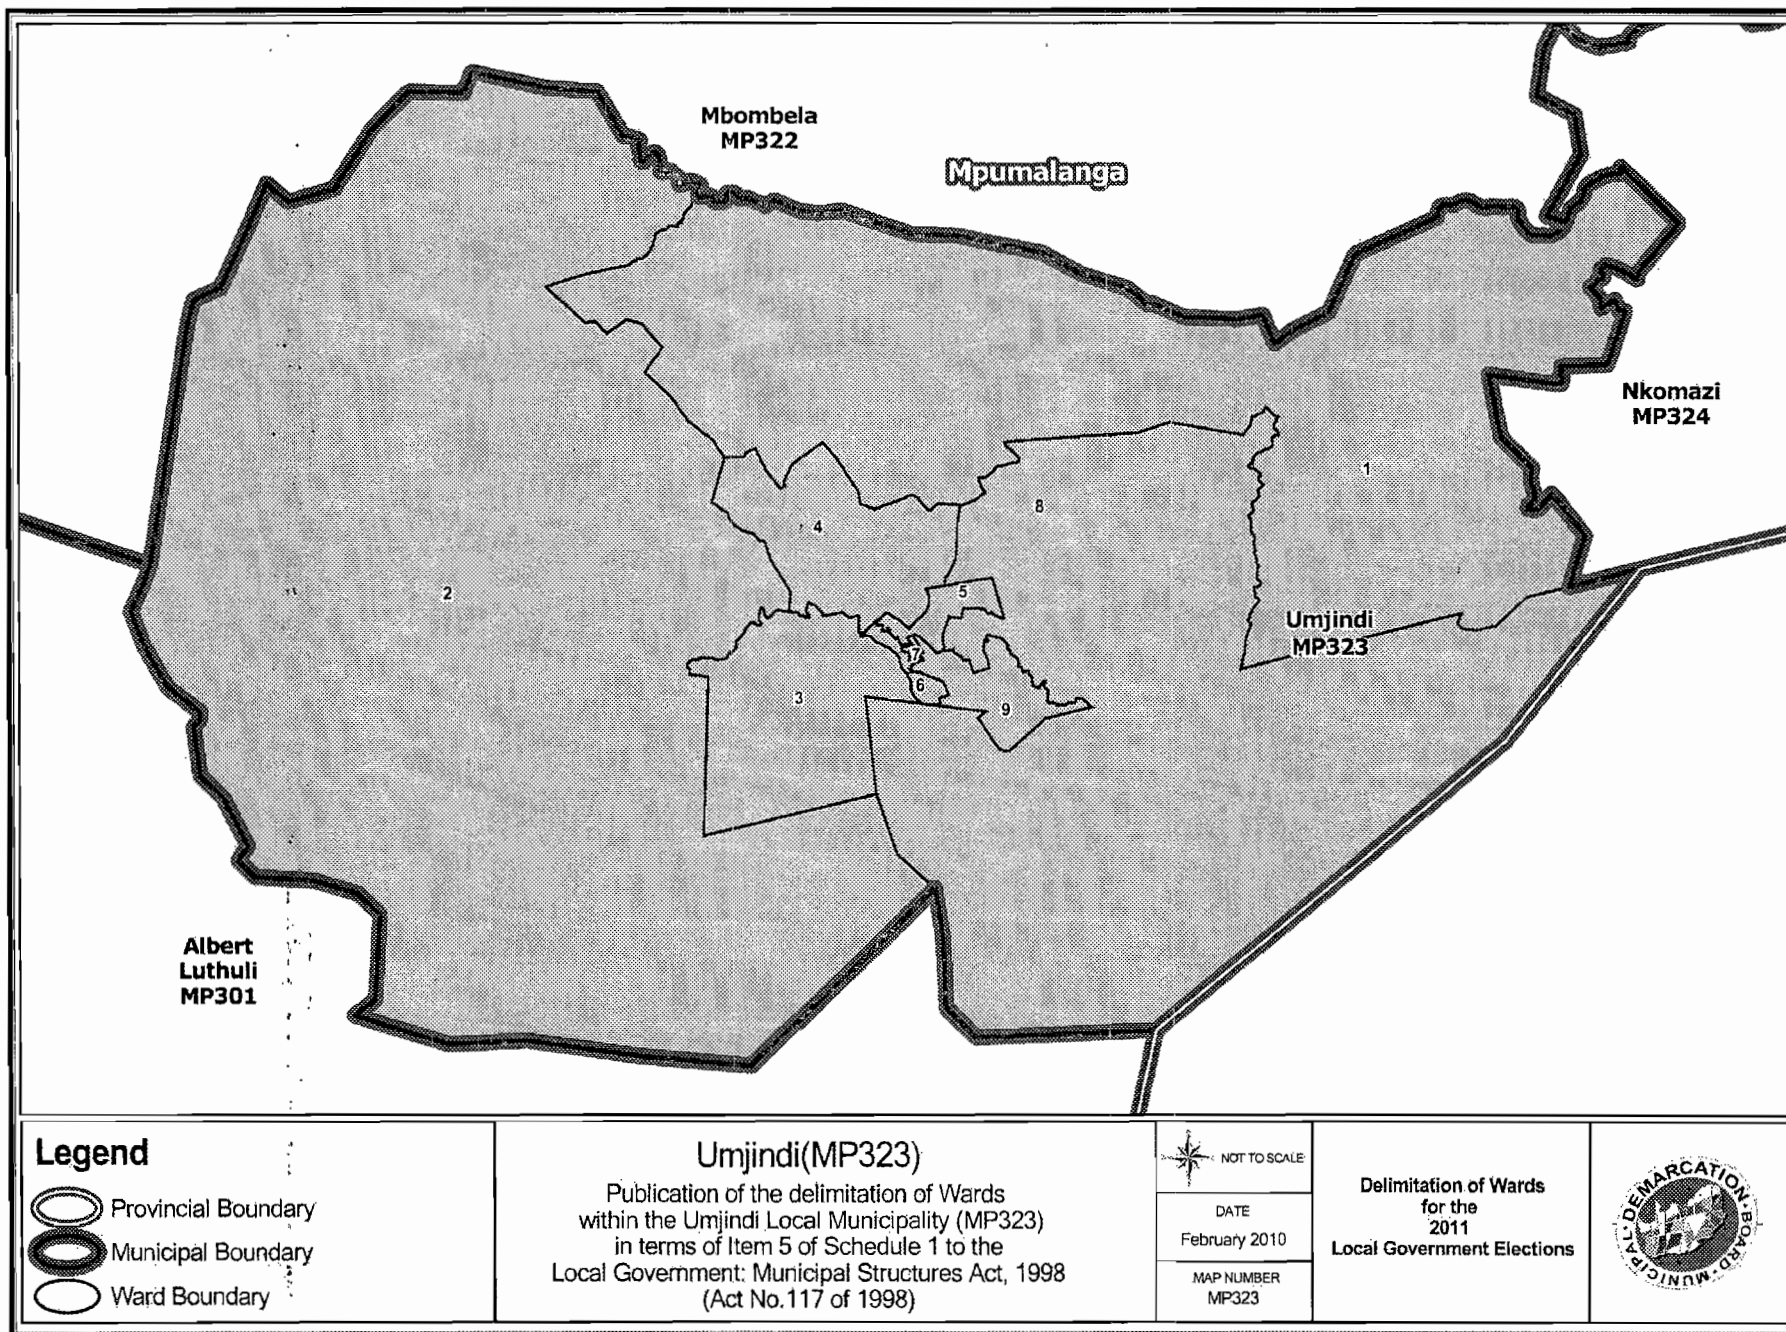 Mbombela
MP322
Mpumalanga
Nkomazi
MP324
1
8
4
2
5
Umjindi
MP323
7
6
3
9
Albert
Luthuli
MP301
Legend
Provincial Boundary
Municipal Boundary
Ward Boundary
Umjindi(MP323)
Publication of the delimitation of Wards
within the Umjindi Local Municipality (MP323)
in terms of Item 5 of Schedule 1 to the
Local Government: Municipal Structures Act, 1998
(Act No.117 of 1998)
NOT TO SCALE
DATE
February 2010
MAP NUMBER
MP323
Delimitation of Wards
for the
2011
Local Government Elections
MUNICIPAL DEMARCATION BOARD